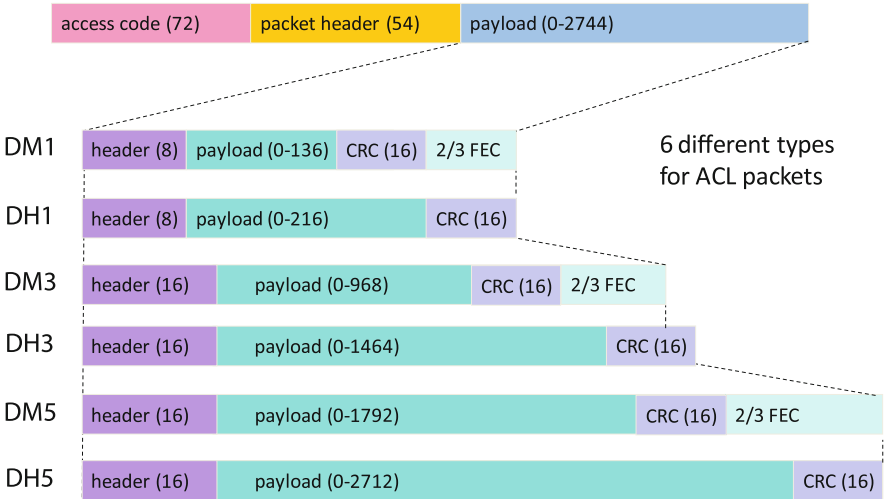 access code (72) packet header (54) payload (0-2744)
DM1 header (8) payload (0-136) CRC (16) 2/3 FEC
6 different types
for ACL packets
DH1 header (8) payload (0-216) CRC (16)
DM3 header (16) payload (0-968) CRC (16) 2/3 FEC
DH3 header (16) payload (0-1464) CRC (16)
DM5 header (16) payload (0-1792) CRC (16) 2/3 FEC
DH5 header (16) payload (0-2712) CRC (16)